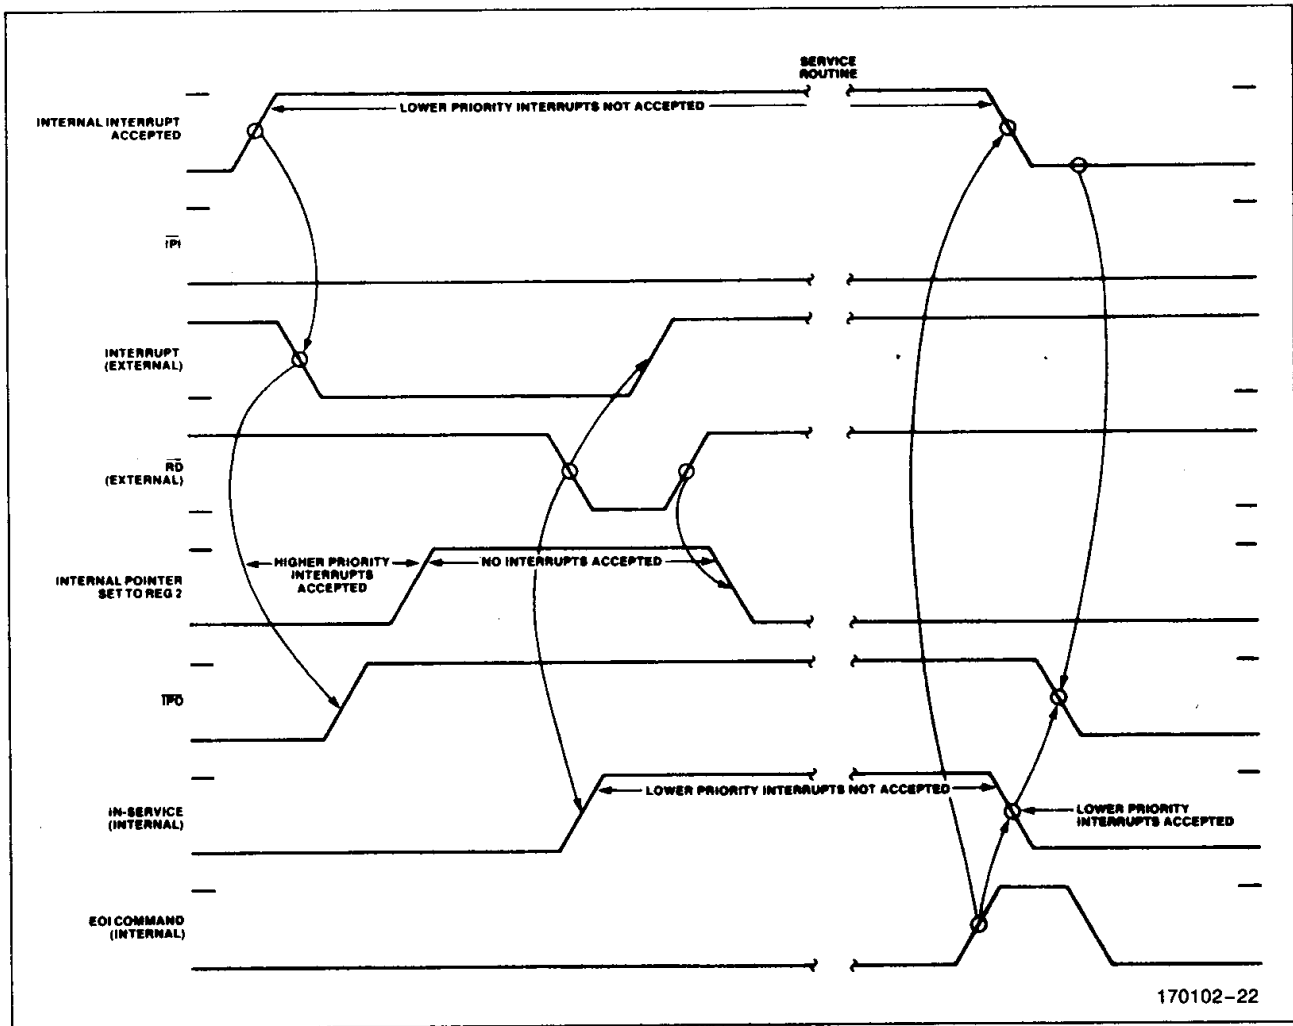 SERVICE
ROUTINE
LOWER PRIORITY INTERRUPTS NOT ACCEPTED
INTERNAL INTERRUPT
ACCEPTED
IPI
INTERRUPT
(EXTERNAL)
RD
(EXTERNAL)
HIGHER PRIORITY
INTERRUPTS
ACCEPTED
NO INTERRUPTS ACCEPTED
INTERNAL POINTER
SET TO REG 2
IPO
LOWER PRIORITY INTERRUPTS NOT ACCEPTED
IN-SERVICE
(INTERNAL)
LOWER PRIORITY
INTERRUPTS ACCEPTED
EOI COMMAND
(INTERNAL)
170102-22